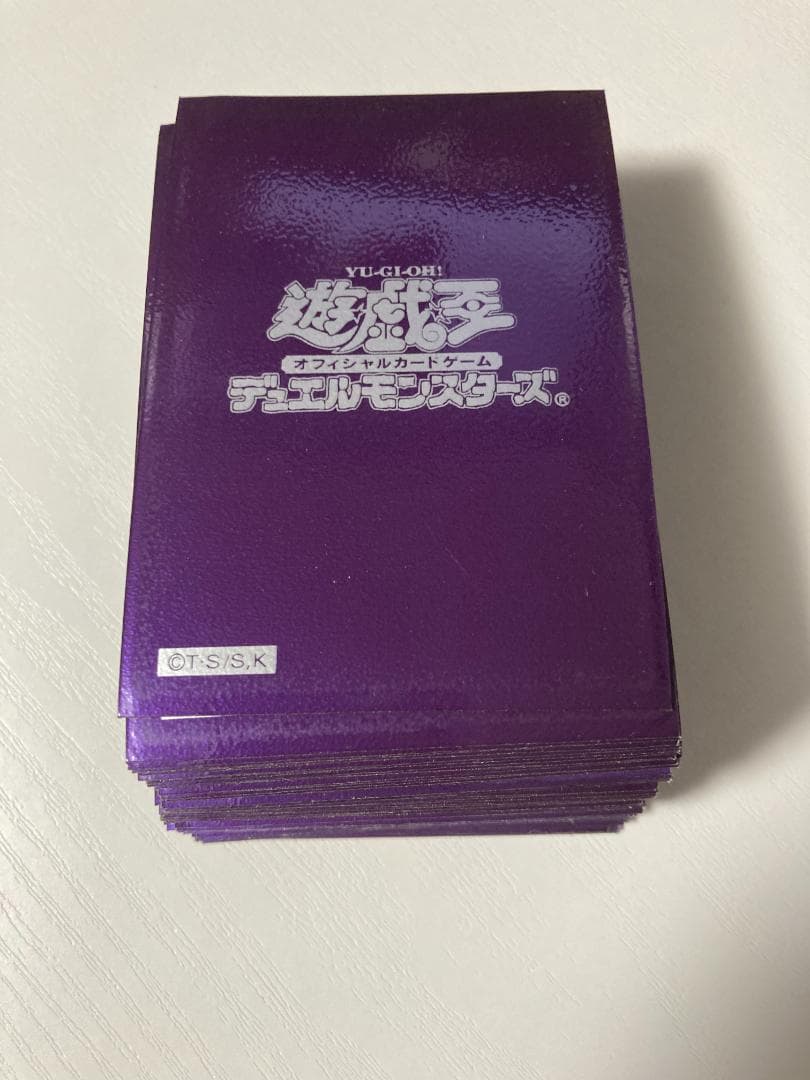 YU-GI-OH!
遊☆戯☆王
オフィシャルカードゲーム
デュエルモンスターズ®
©T·S/S,K